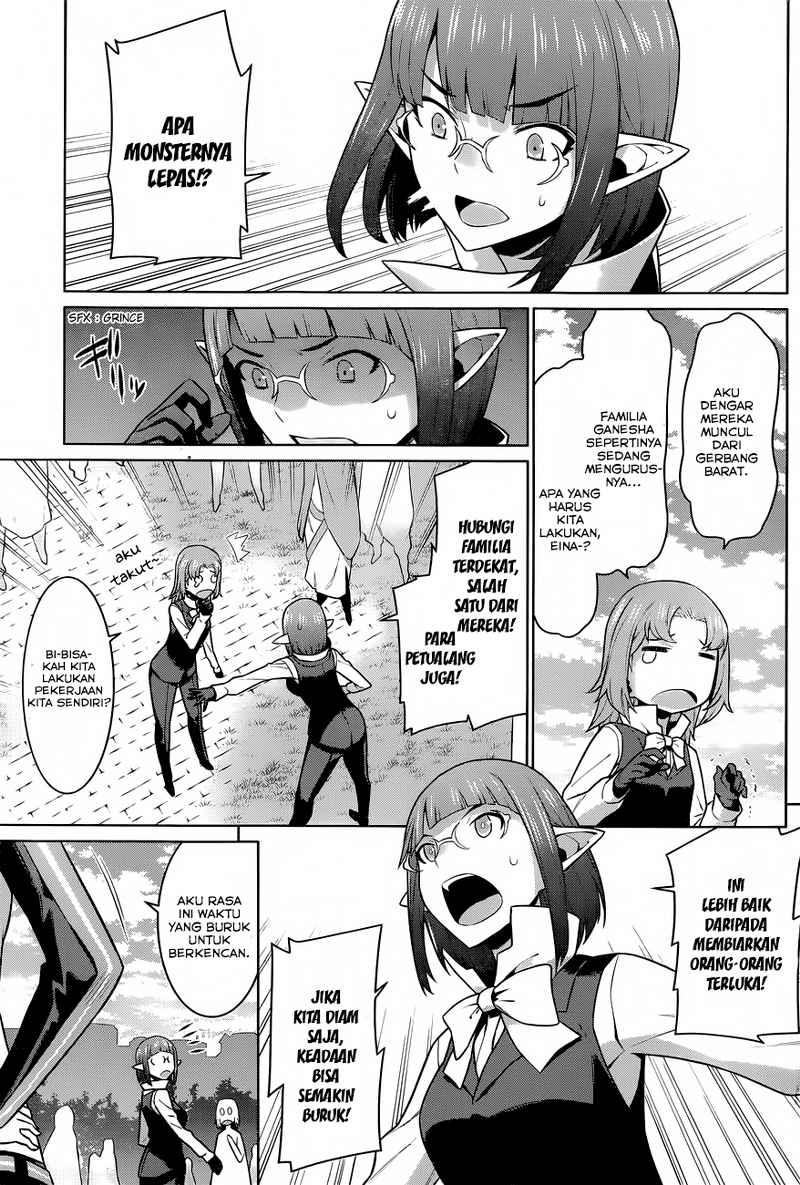 APA
MONSTERNYA
LEPAS!?
AKU
DENGAR
MEREKA
MUNCUL
DARI
GERBANG
BARAT.
FAMILIA
GANESHA
SEPERTINYA
SEDANG
MENGURUS-
NYA...
APA YANG
HARUS
KITA
LAKUKAN,
EINA-?
SFX : GRINCE
ギリッ
HUBUNGI
FAMILIA
TERDEKAT,
SALAH
SATU DARI
MEREKA!
PARA
PETUALANG
JUGA!
aku
takut~
BI-BISA-
KAH KITA
LAKUKAN
PEKERJAAN
KITA SENDIRI?
INI
LEBIH BAIK
DARIPADA
MEMBIARKAN
ORANG-ORANG
TERLUKA!
JIKA
KITA DIAM
SAJA,
KEADAAN
BISA
SEMAKIN
BURUK!
AKU RASA
INI WAKTU
YANG BURUK
UNTUK
BERKENCAN.